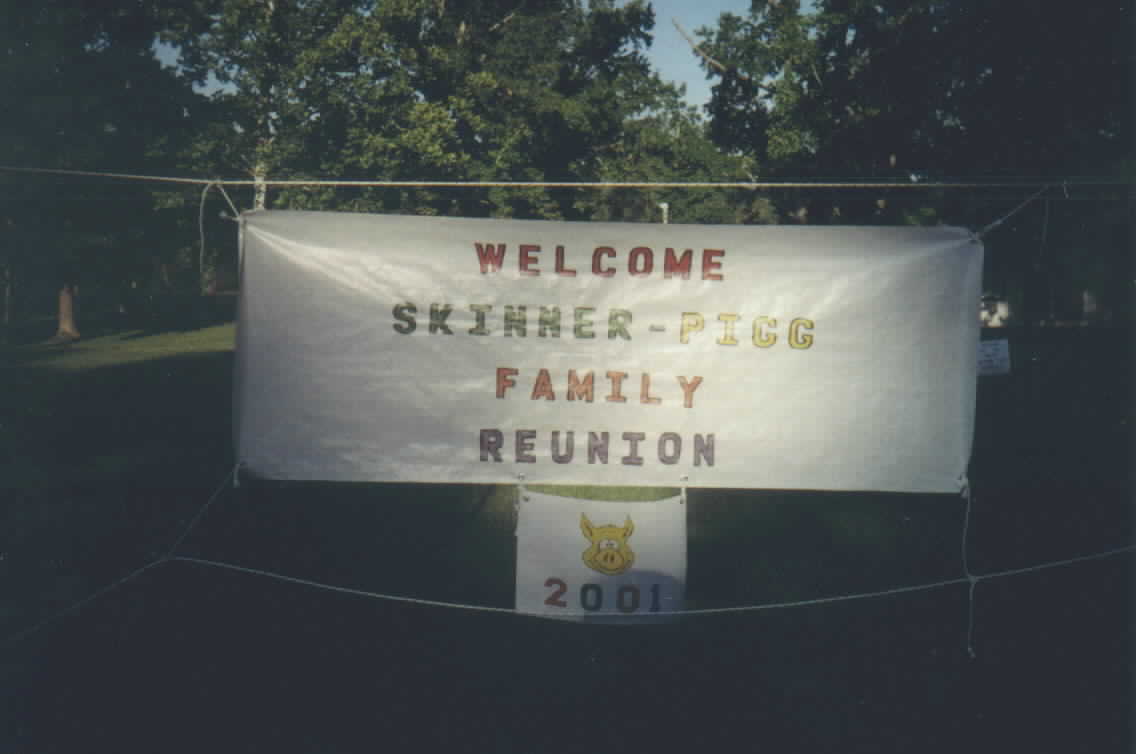 WELCOME
SKINNER-PIGG
FAMILY
REUNION
2001